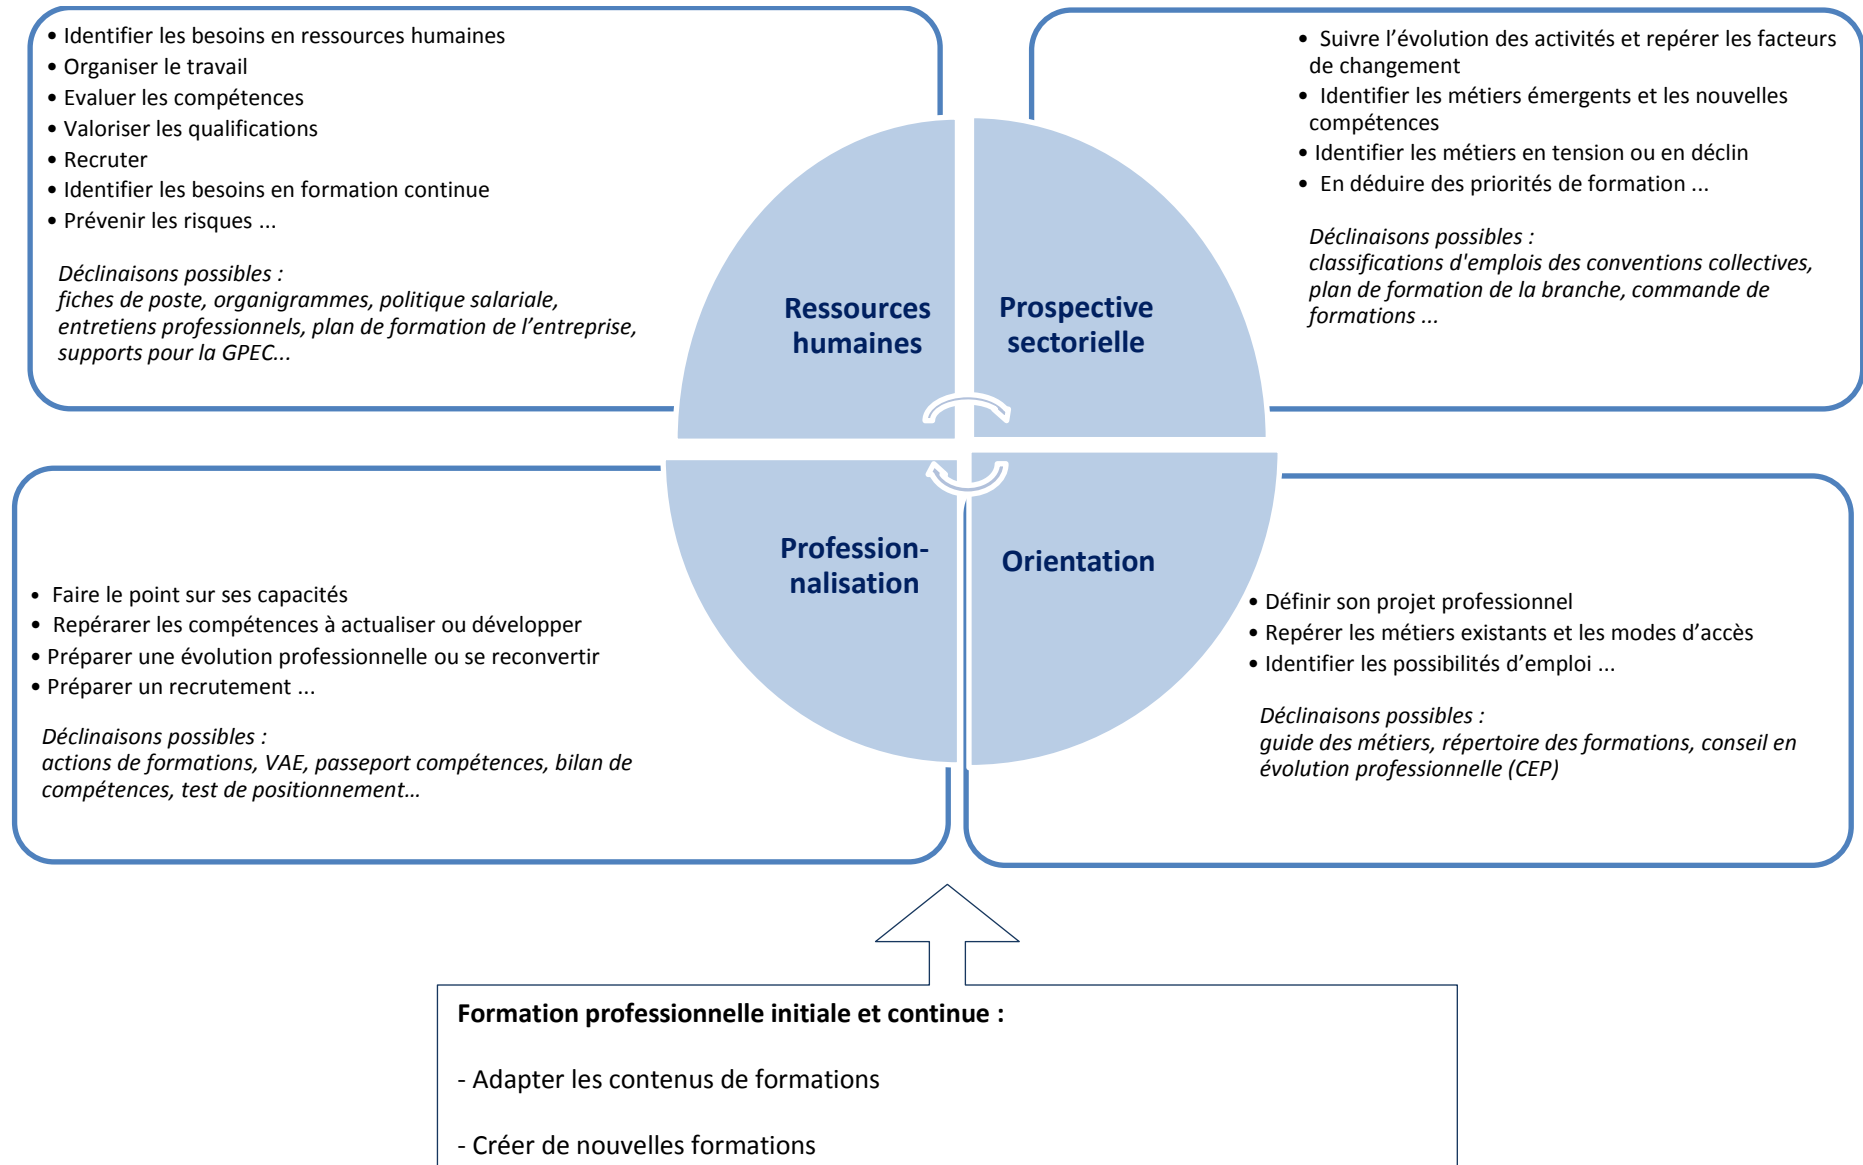 • Identifier les besoins en ressources humaines
• Organiser le travail
• Evaluer les compétences
• Valoriser les qualifications
• Recruter
• Identifier les besoins en formation continue
• Prévenir les risques ...
Déclinaisons possibles :
fiches de poste, organigrammes, politique salariale,
entretiens professionnels, plan de formation de l’entreprise,
supports pour la GPEC...
• Suivre l’évolution des activités et repérer les facteurs
de changement
• Identifier les métiers émergents et les nouvelles
compétences
• Identifier les métiers en tension ou en déclin
• En déduire des priorités de formation ...
Déclinaisons possibles :
classifications d'emplois des conventions collectives,
plan de formation de la branche, commande de
formations ...
Ressources
humaines
Prospective
sectorielle
Profession-
nalisation
Orientation
• Faire le point sur ses capacités
• Repérarer les compétences à actualiser ou développer
• Préparer une évolution professionnelle ou se reconvertir
• Préparer un recrutement ...
Déclinaisons possibles :
actions de formations, VAE, passeport compétences, bilan de
compétences, test de positionnement…
• Définir son projet professionnel
• Repérer les métiers existants et les modes d’accès
• Identifier les possibilités d’emploi ...
Déclinaisons possibles :
guide des métiers, répertoire des formations, conseil en
évolution professionnelle (CEP)
Formation professionnelle initiale et continue :
- Adapter les contenus de formations
- Créer de nouvelles formations